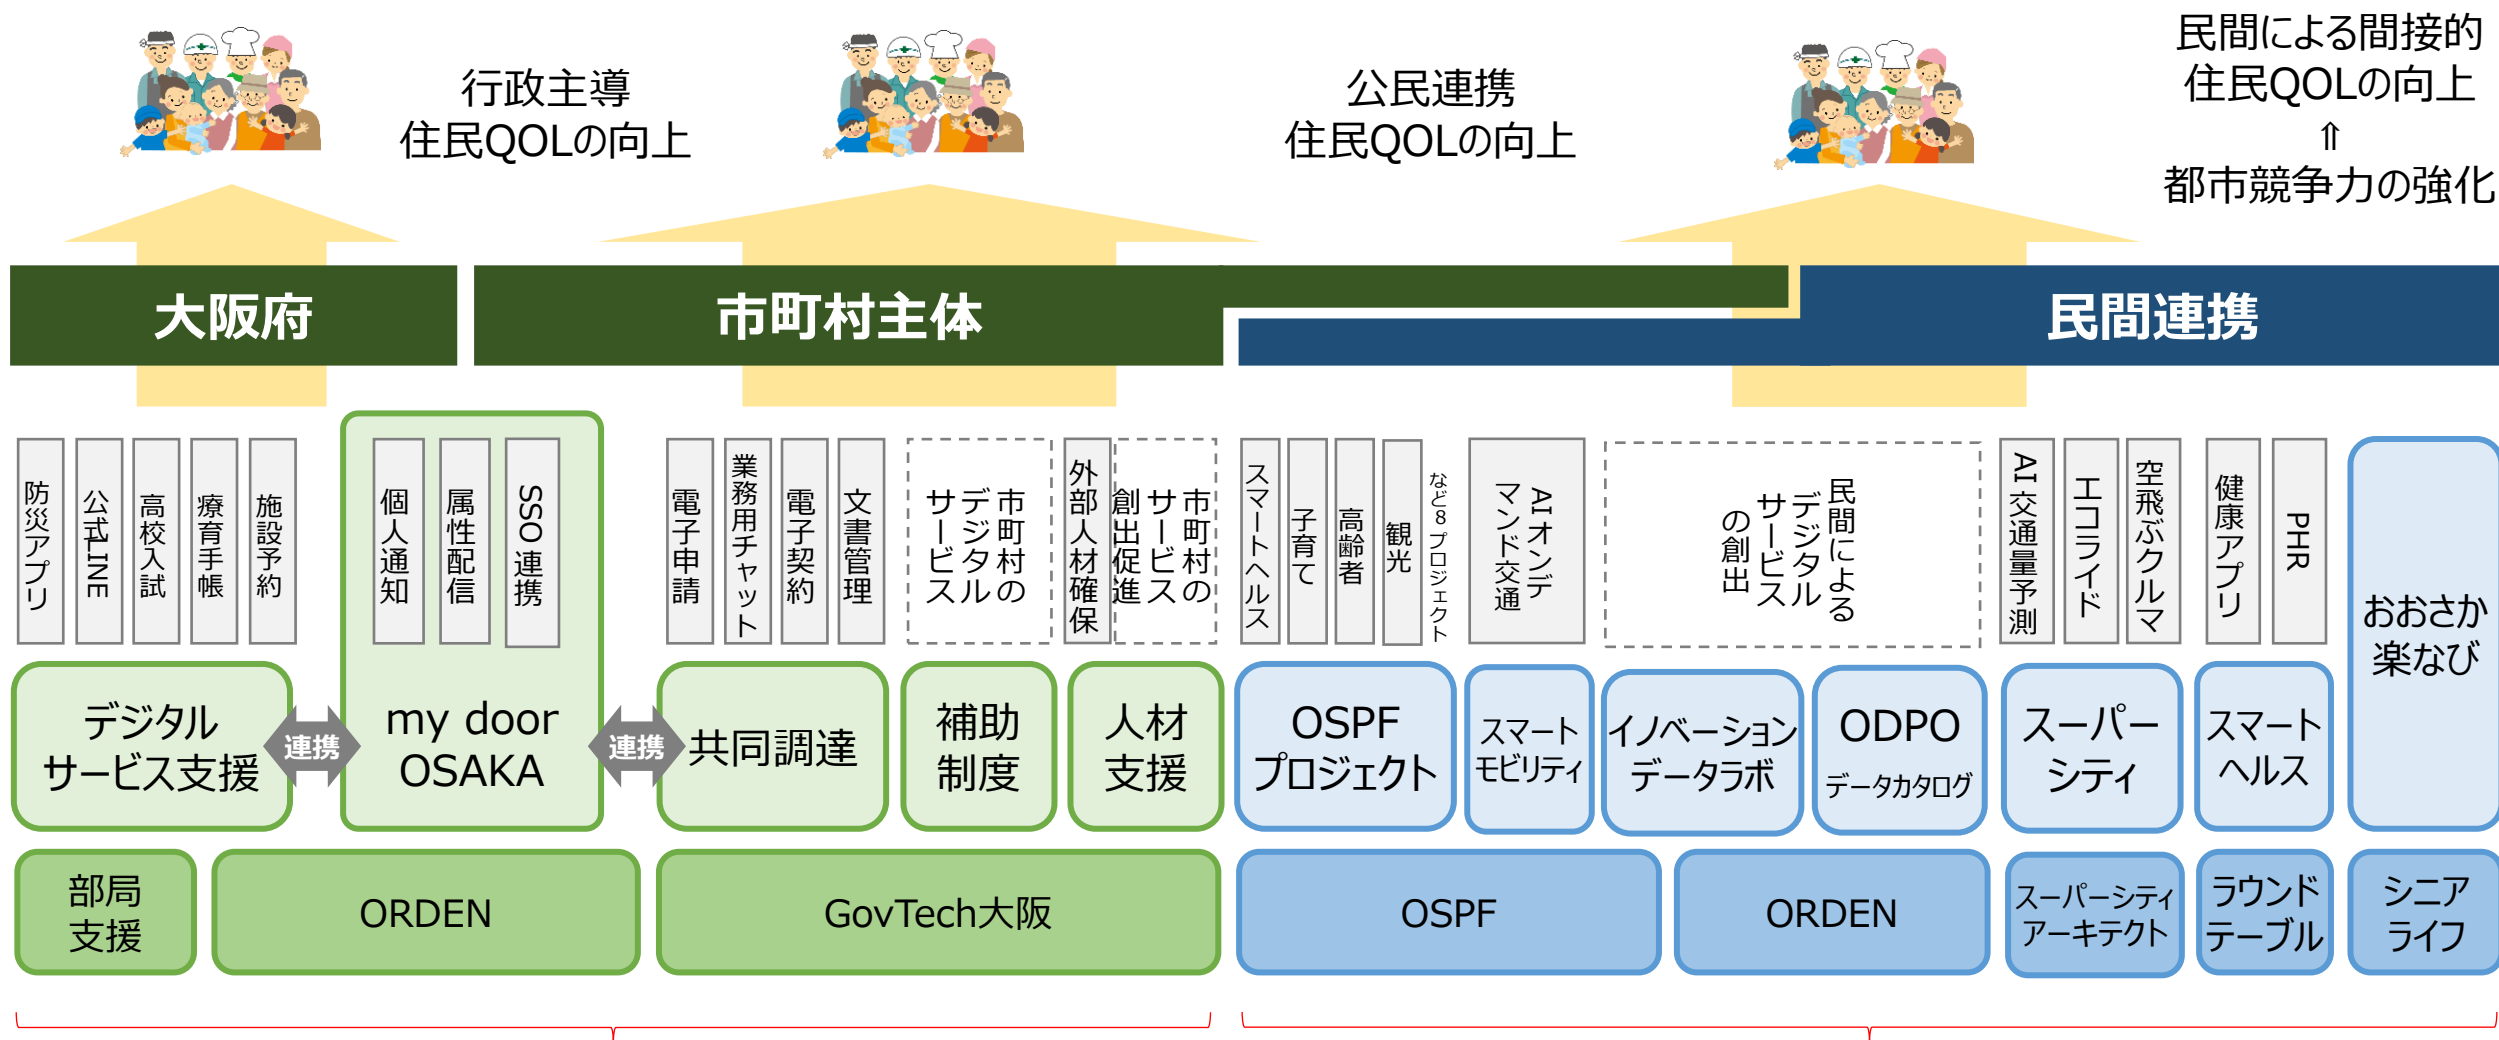 行政主導
住民QOLの向上
公民連携
住民QOLの向上
民間による間接的
住民QOLの向上
⇑
都市競争力の強化
大阪府
市町村主体
民間連携
防災アプリ
公式LINE
高校入試
療育手帳
施設予約
個人通知
属性配信
SSO連携
電子申請
業務用チャット
電子契約
文書管理
市町村の
デジタル
サービス
外部人材確保
市町村の
サービス
創出促進
スマートヘルス
子育て
高齢者
観光
など8プロジェクト
AIオンデ
マンド交通
民間による
デジタル
サービス
の創出
AI交通量予測
エコライド
空飛ぶクルマ
健康アプリ
PHR
おおさか
楽なび
デジタル
サービス支援
連携
my door
OSAKA
連携
共同調達
補助
制度
人材
支援
OSPF
プロジェクト
スマート
モビリティ
イノベーション
データラボ
ODPO
データカタログ
スーパー
シティ
スマート
ヘルス
部局
支援
ORDEN
GovTech大阪
OSPF
ORDEN
スーパーシティ
アーキテクト
ラウンド
テーブル
シニア
ライフ